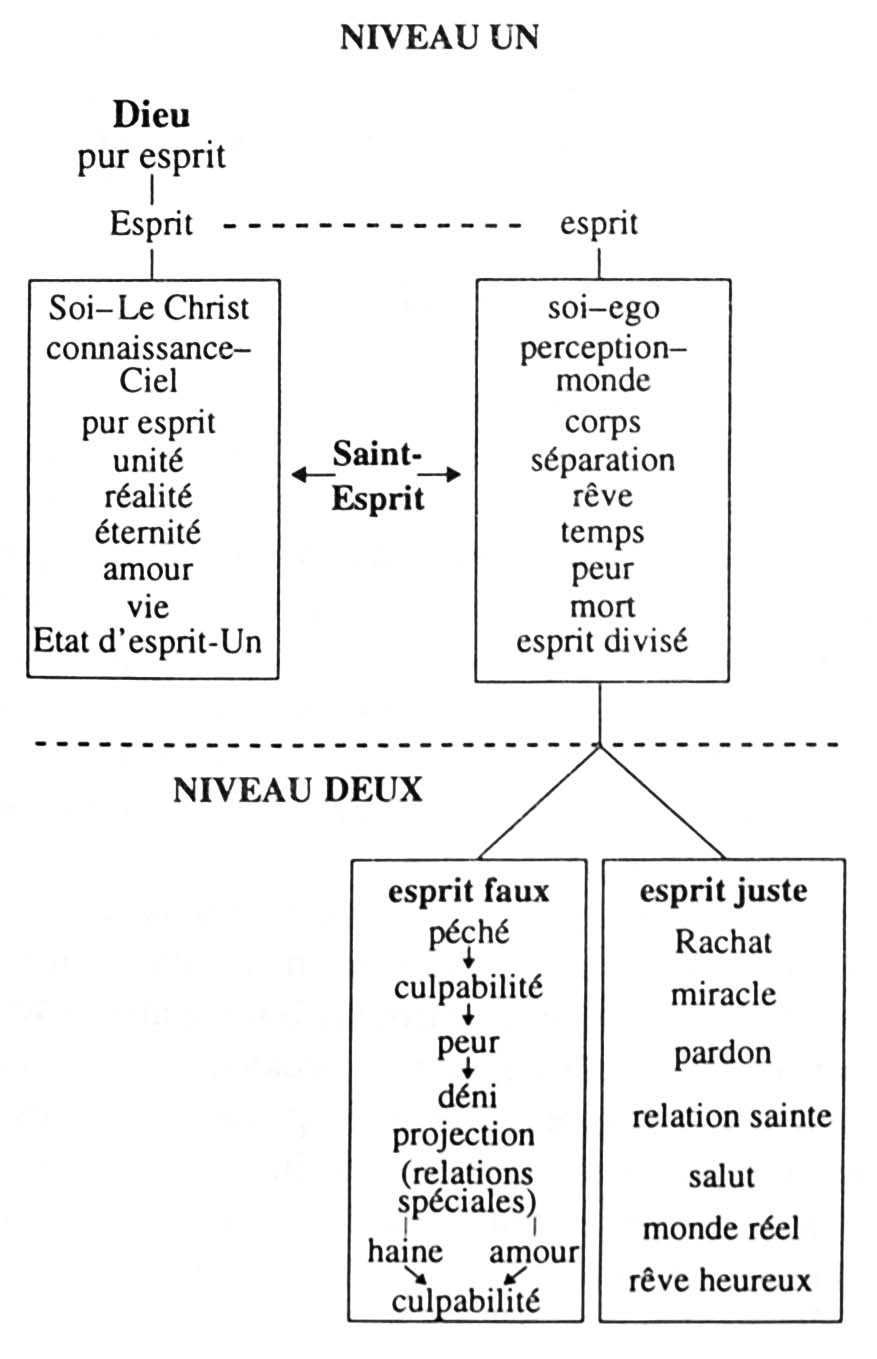 NIVEAU UN
Dieu
pur esprit
Esprit
esprit
Soi–Le Christ
connaissance–
Ciel
pur esprit
unité
réalité
éternité
amour
vie
Etat d'esprit-Un
Saint-
Esprit
soi–ego
perception–
monde
corps
séparation
rêve
temps
peur
mort
esprit divisé
NIVEAU DEUX
esprit faux
péché
culpabilité
peur
déni
projection
(relations
spéciales)
haine amour
culpabilité
esprit juste
Rachat
miracle
pardon
relation sainte
salut
monde réel
rêve heureux